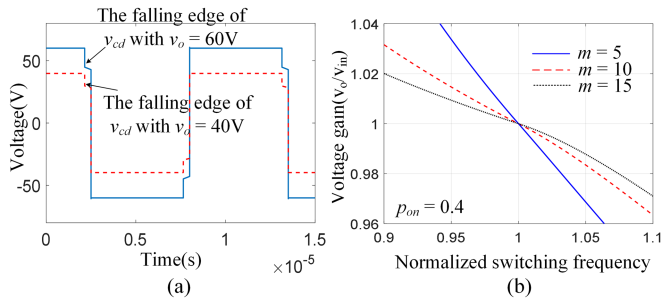 The falling edge of
v_cd with v_o = 60V
The falling edge of
v_cd with v_o = 40V
Voltage(V)
50
0
-50
0
0.5
1
1.5
Time(s)
×10^-5
(a)
Voltage gain(v_o/v_in)
1.04
1.02
1
0.98
0.96
m = 5
m = 10
m = 15
p_on = 0.4
0.9
0.95
1
1.05
1.1
Normalized switching frequency
(b)